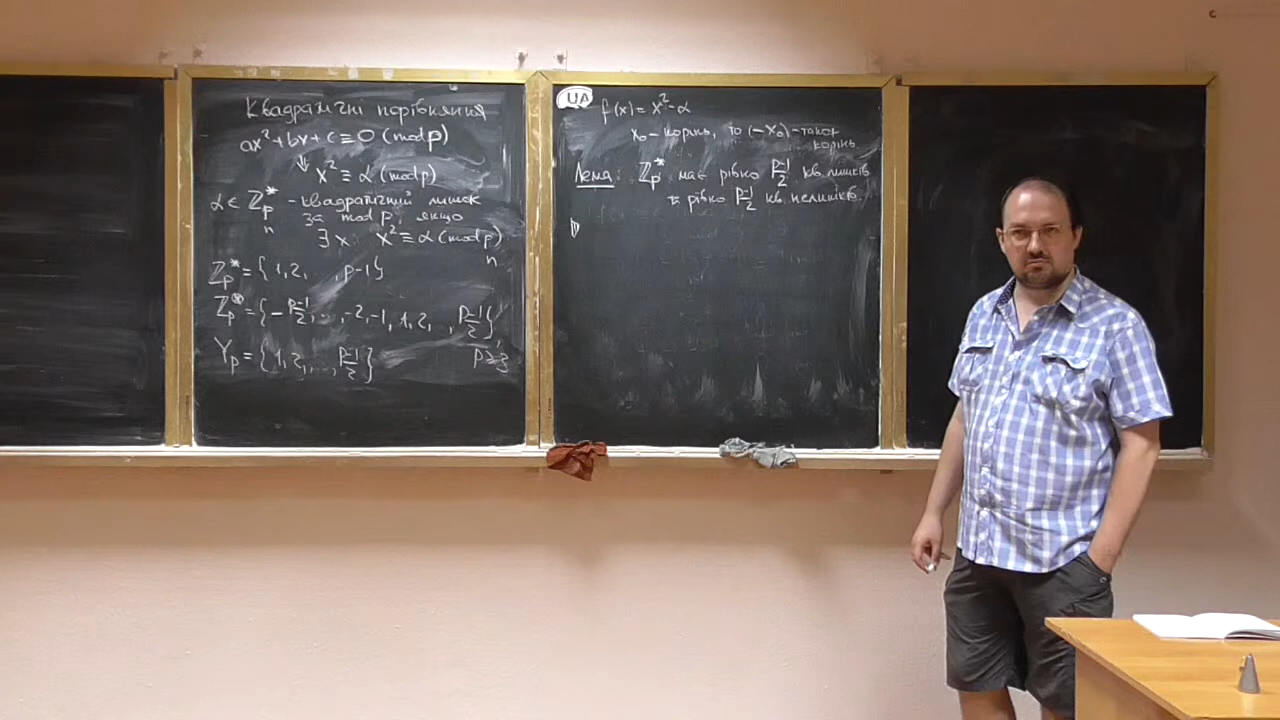 Квадратичні порівняння
ax²+bx+c≡0 (mod p)
⇓ x² ≡ α (mod p)
α ∈ ℤ*ₚ - квадратичний лишок
n
за mod p, якщо
∃ x: x² ≡ α (mod p)
n
ℤₚ* = {1, 2, ..., p-1}
ℤₚ* = {-p-1/2, ..., -2, -1, 1, 2, ..., p-1/2}
Yₚ = {1, 2, ..., p-1/2}
p≥3
UA
f(x) = x²-α
x₀ - корінь, то (-x₀) - також
корінь
Лема: ℤₚ* має рівно p-1/2 кв. лишків
та рівно p-1/2 кв. нелишків.